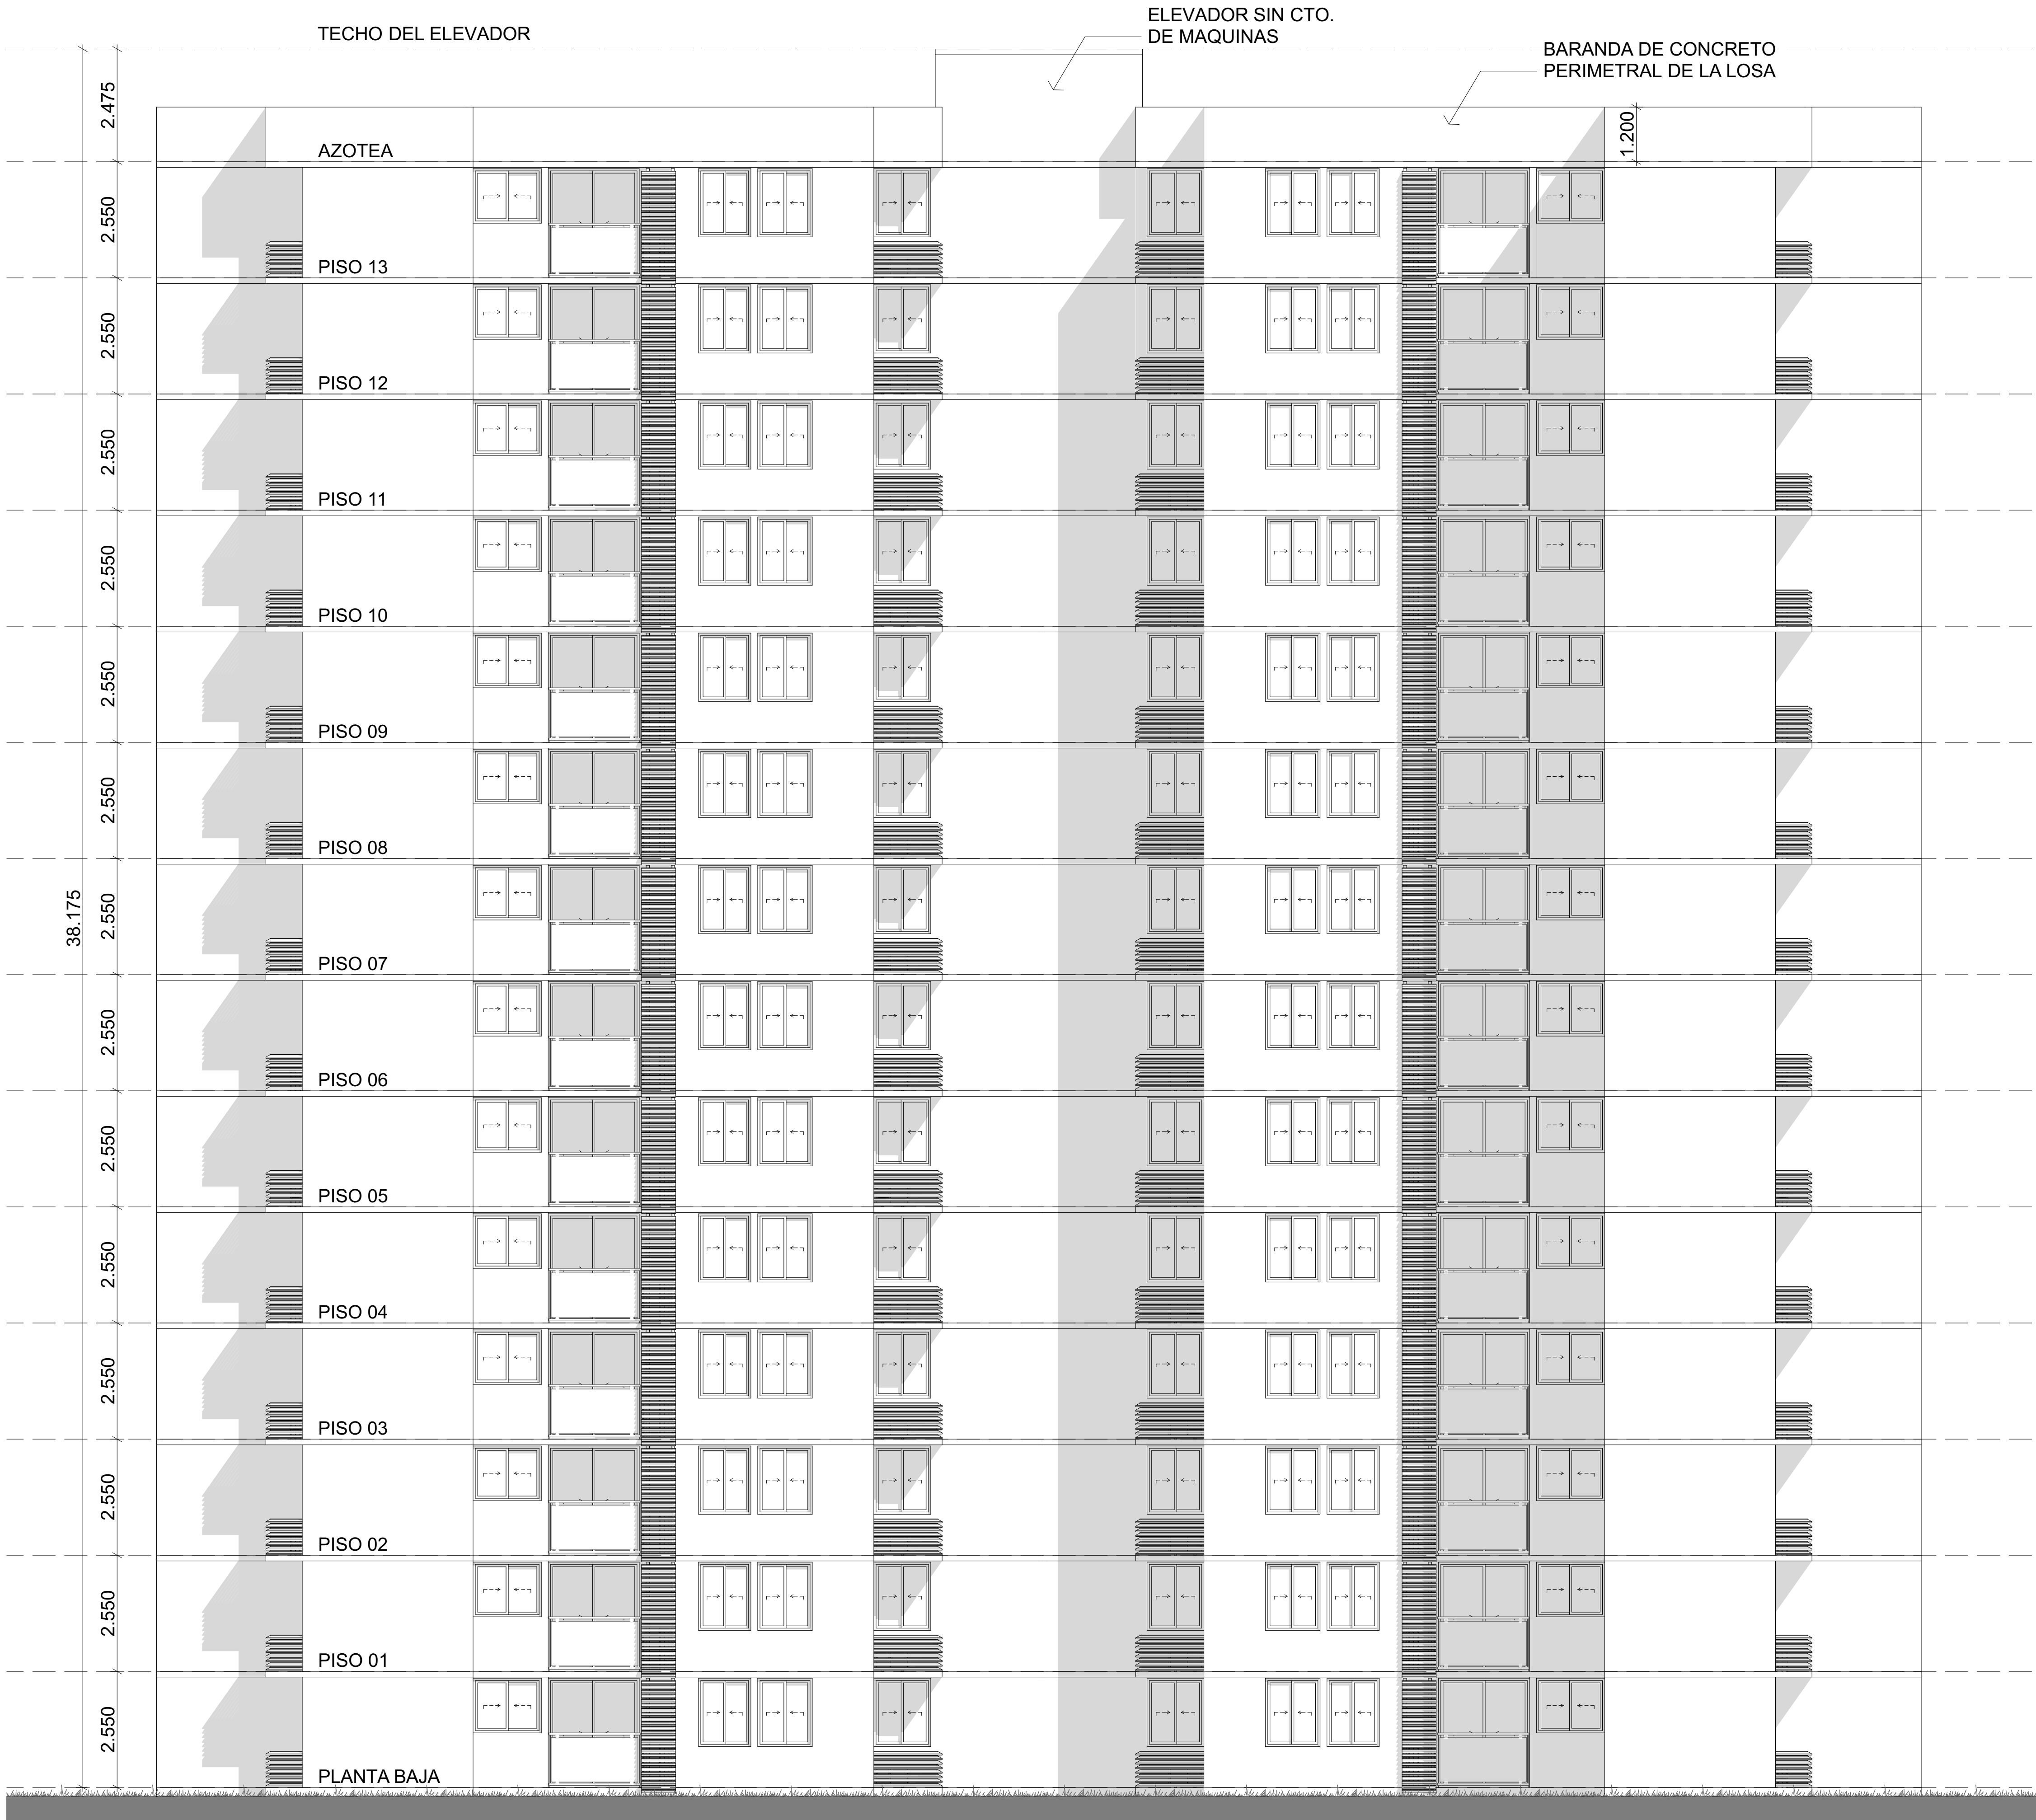 ELEVADOR SIN CTO.
DE MAQUINAS
TECHO DEL ELEVADOR
BARANDA DE CONCRETO
PERIMETRAL DE LA LOSA
2.475
1.200
AZOTEA
2.550
PISO 13
2.550
PISO 12
2.550
PISO 11
2.550
PISO 10
2.550
PISO 09
2.550
PISO 08
38.175
2.550
PISO 07
2.550
PISO 06
2.550
PISO 05
2.550
PISO 04
2.550
PISO 03
2.550
PISO 02
2.550
PISO 01
2.550
PLANTA BAJA